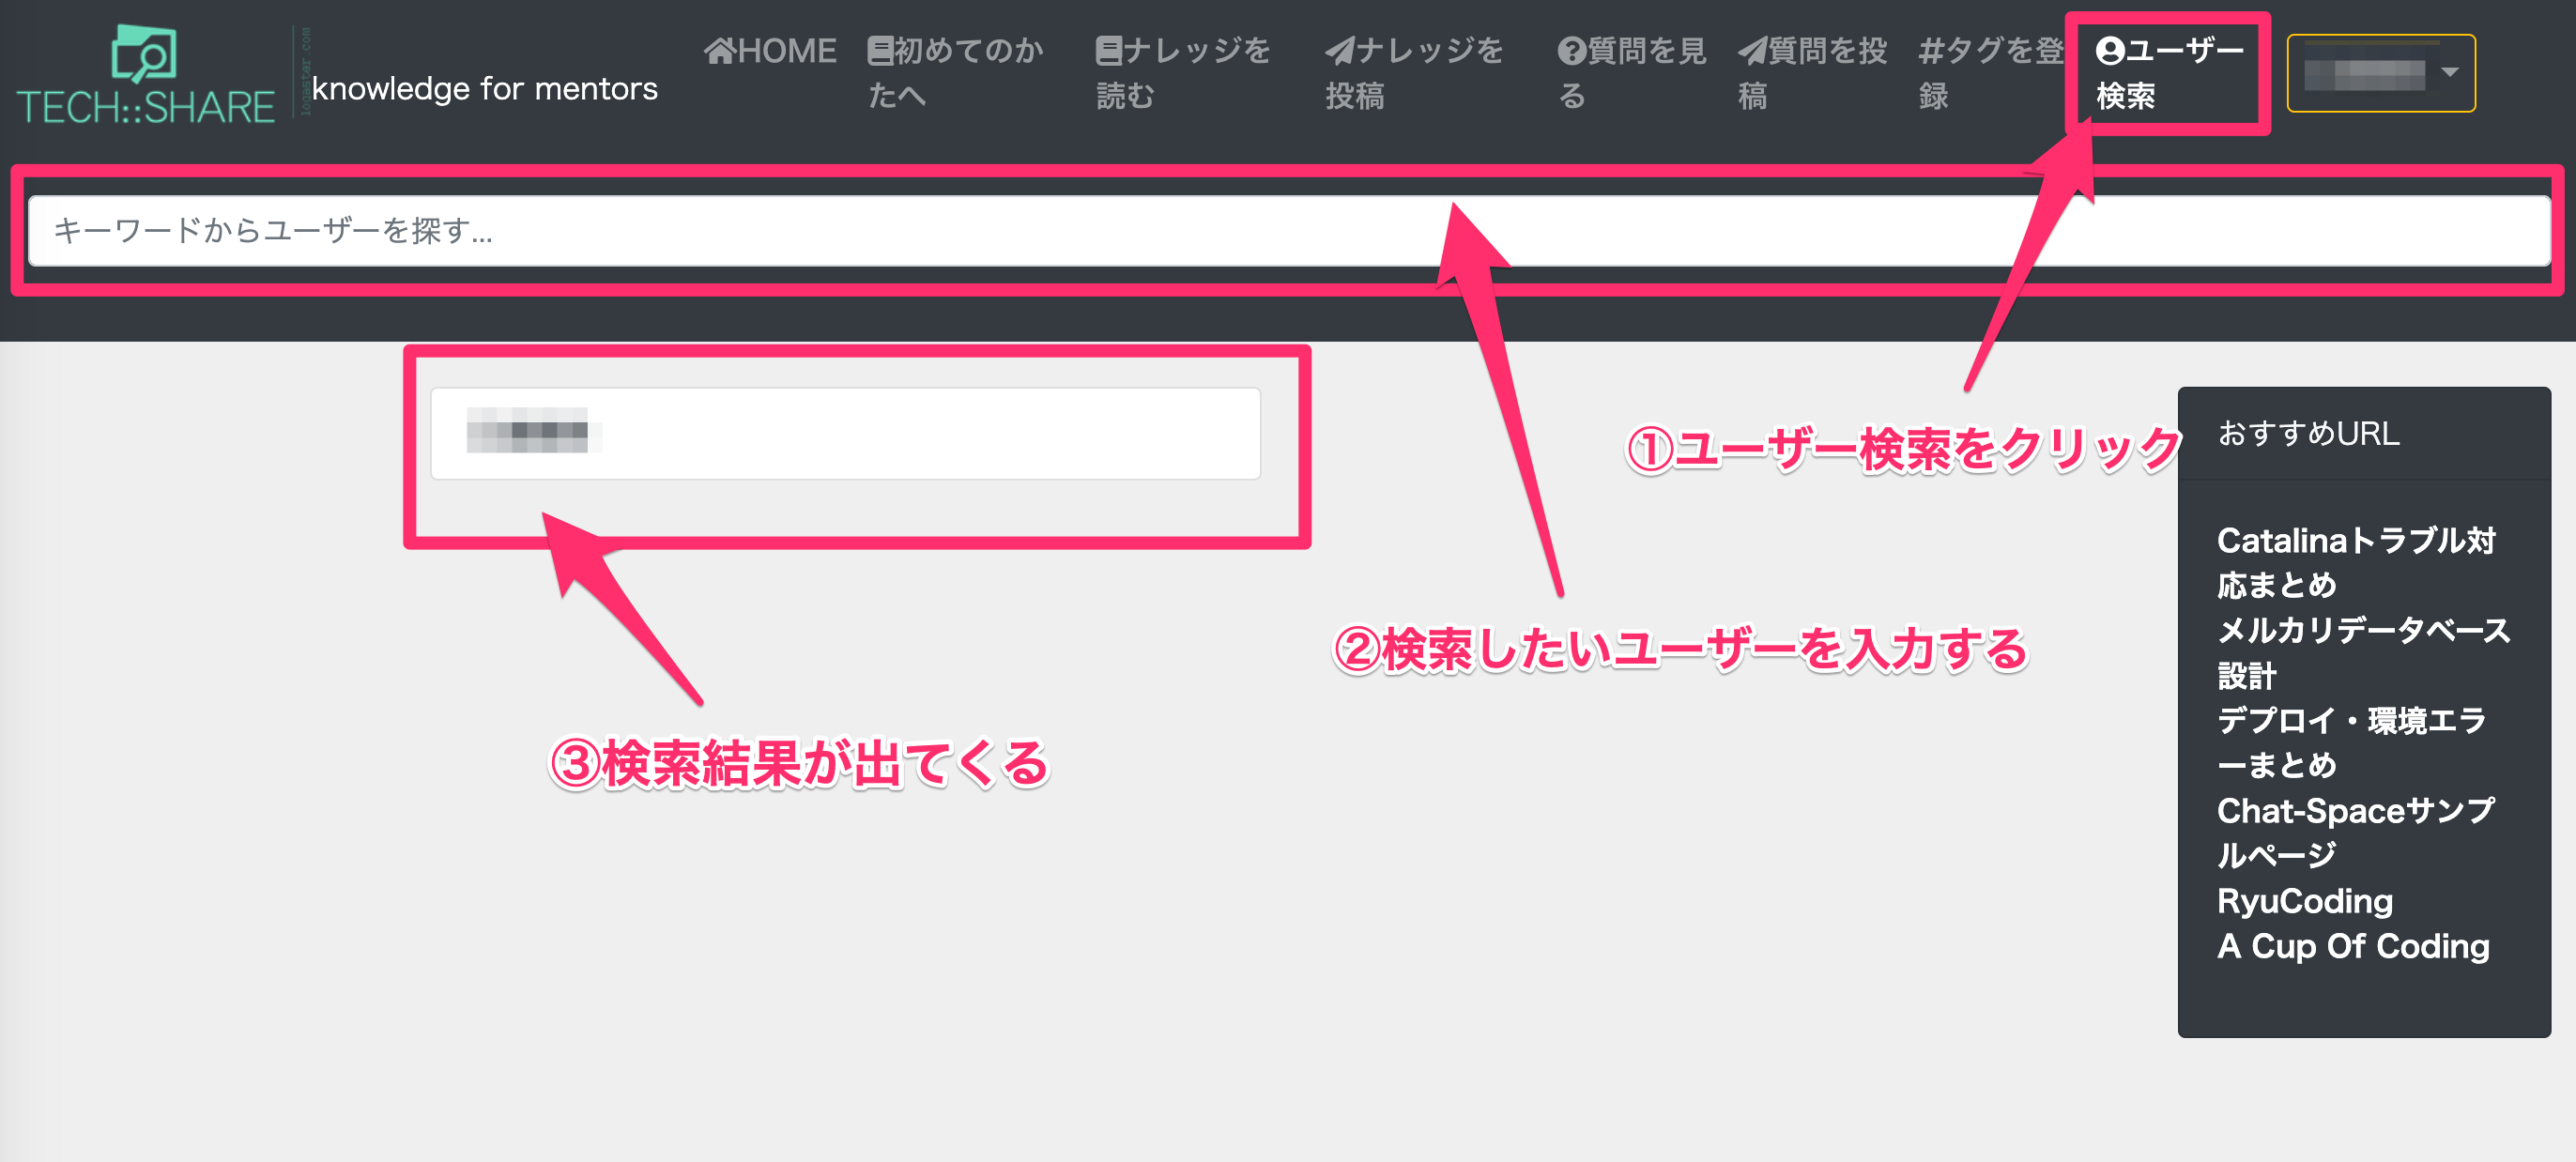 TECH::SHARE
logaster.com
knowledge for mentors
HOME
初めてのか
たへ
ナレッジを
読む
ナレッジを
投稿
質問を見
る
質問を投
稿
#タグを登
録
ユーザー
検索
キーワードからユーザーを探す...
①ユーザー検索をクリック
②検索したいユーザーを入力する
③検索結果が出てくる
おすすめURL
Catalinaトラブル対
応まとめ
メルカリデータベース
設計
デプロイ・環境エラ
ーまとめ
Chat-Spaceサンプ
ルページ
RyuCoding
A Cup Of Coding